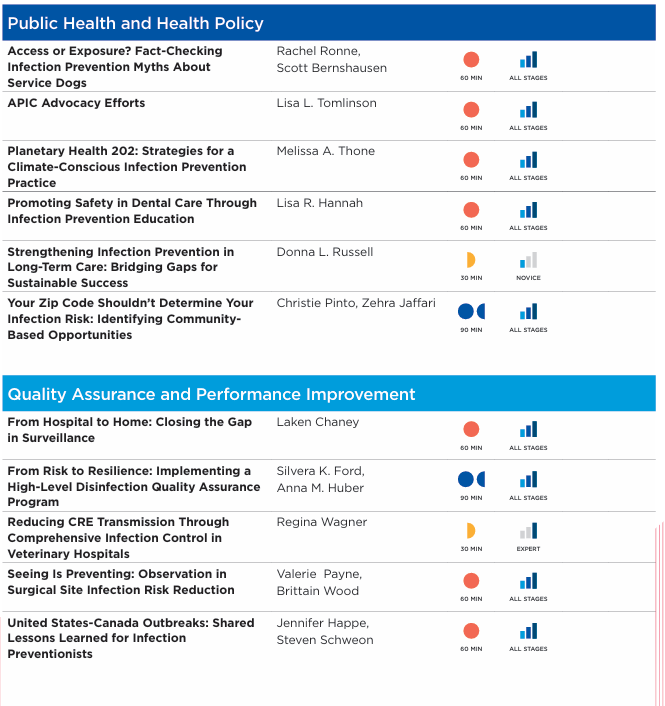 Public Health and Health Policy
Access or Exposure? Fact-Checking
Infection Prevention Myths About
Service Dogs
Rachel Ronne,
Scott Bernshausen
60 MIN
ALL STAGES
APIC Advocacy Efforts
Lisa L. Tomlinson
60 MIN
ALL STAGES
Planetary Health 202: Strategies for a
Climate-Conscious Infection Prevention
Practice
Melissa A. Thone
60 MIN
ALL STAGES
Promoting Safety in Dental Care Through
Infection Prevention Education
Lisa R. Hannah
60 MIN
ALL STAGES
Strengthening Infection Prevention in
Long-Term Care: Bridging Gaps for
Sustainable Success
Donna L. Russell
30 MIN
NOVICE
Your Zip Code Shouldn’t Determine Your
Infection Risk: Identifying Community-
Based Opportunities
Christie Pinto, Zehra Jaffari
90 MIN
ALL STAGES
Quality Assurance and Performance Improvement
From Hospital to Home: Closing the Gap
in Surveillance
Laken Chaney
60 MIN
ALL STAGES
From Risk to Resilience: Implementing a
High-Level Disinfection Quality Assurance
Program
Silvera K. Ford,
Anna M. Huber
90 MIN
ALL STAGES
Reducing CRE Transmission Through
Comprehensive Infection Control in
Veterinary Hospitals
Regina Wagner
30 MIN
EXPERT
Seeing Is Preventing: Observation in
Surgical Site Infection Risk Reduction
Valerie Payne,
Brittain Wood
60 MIN
ALL STAGES
United States-Canada Outbreaks: Shared
Lessons Learned for Infection
Preventionists
Jennifer Happe,
Steven Schweon
60 MIN
ALL STAGES